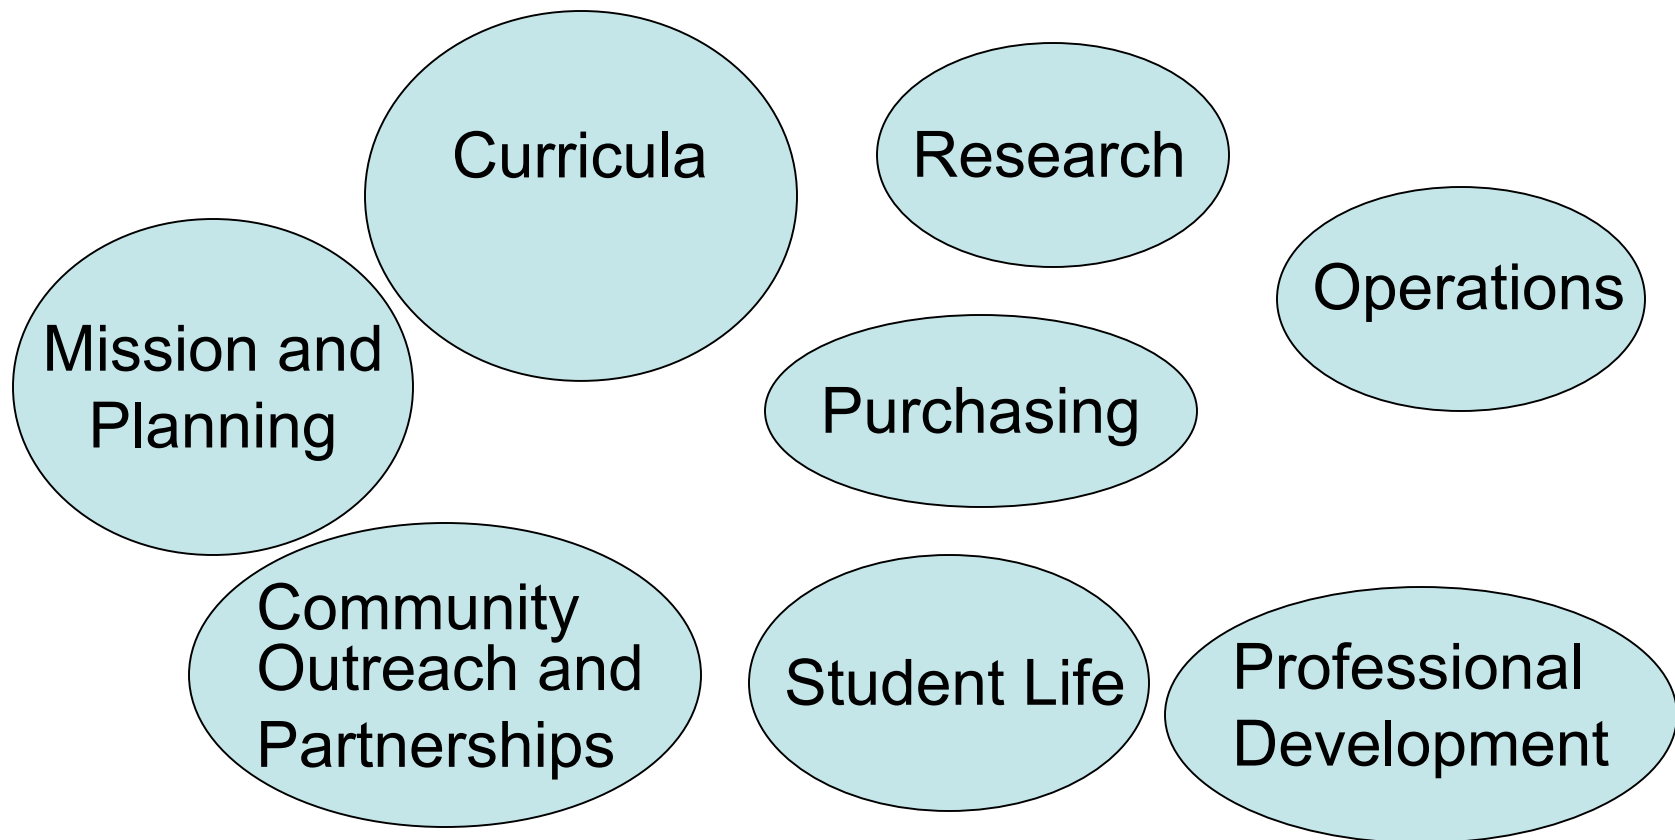 Curricula
Research
Operations
Mission and
Planning
Purchasing
Community
Outreach and
Partnerships
Student Life
Professional
Development